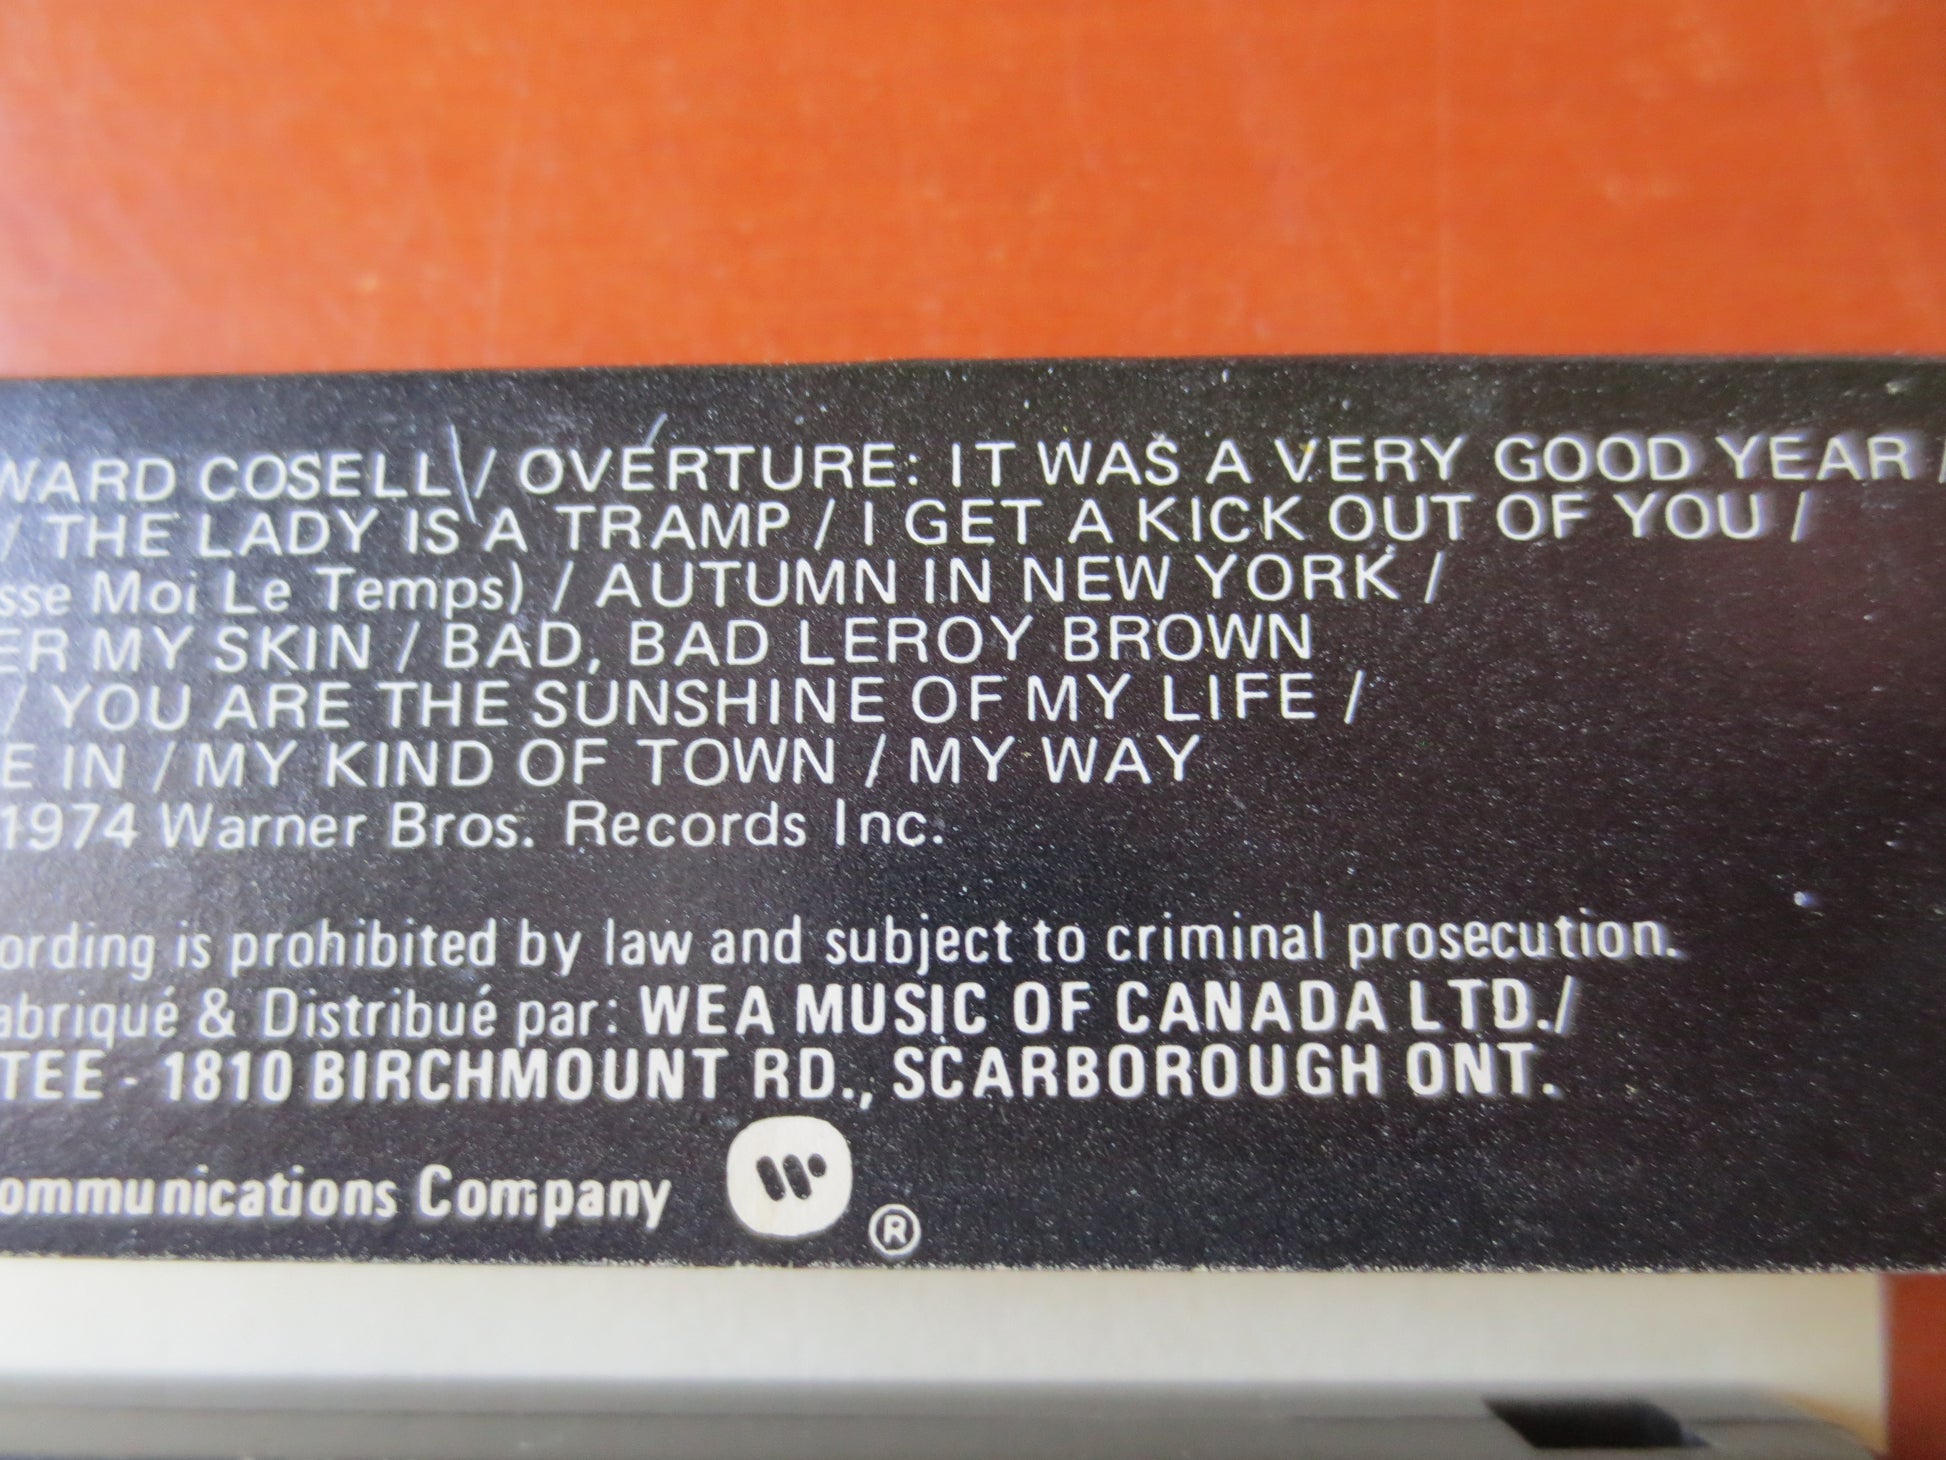 WARD COSELL / OVERTURE: IT WAS A VERY GOOD YEAR /
/ THE LADY IS A TRAMP / I GET A KICK OUT OF YOU /
sse Moi Le Temps) / AUTUMN IN NEW YORK /
ER MY SKIN / BAD, BAD LEROY BROWN
/ YOU ARE THE SUNSHINE OF MY LIFE /
E IN / MY KIND OF TOWN / MY WAY
1974 Warner Bros. Records Inc.
ording is prohibited by law and subject to criminal prosecution.
abriqué & Distribué par: WEA MUSIC OF CANADA LTD./
TEE - 1810 BIRCHMOUNT RD., SCARBOROUGH ONT.
ommunications Company
®